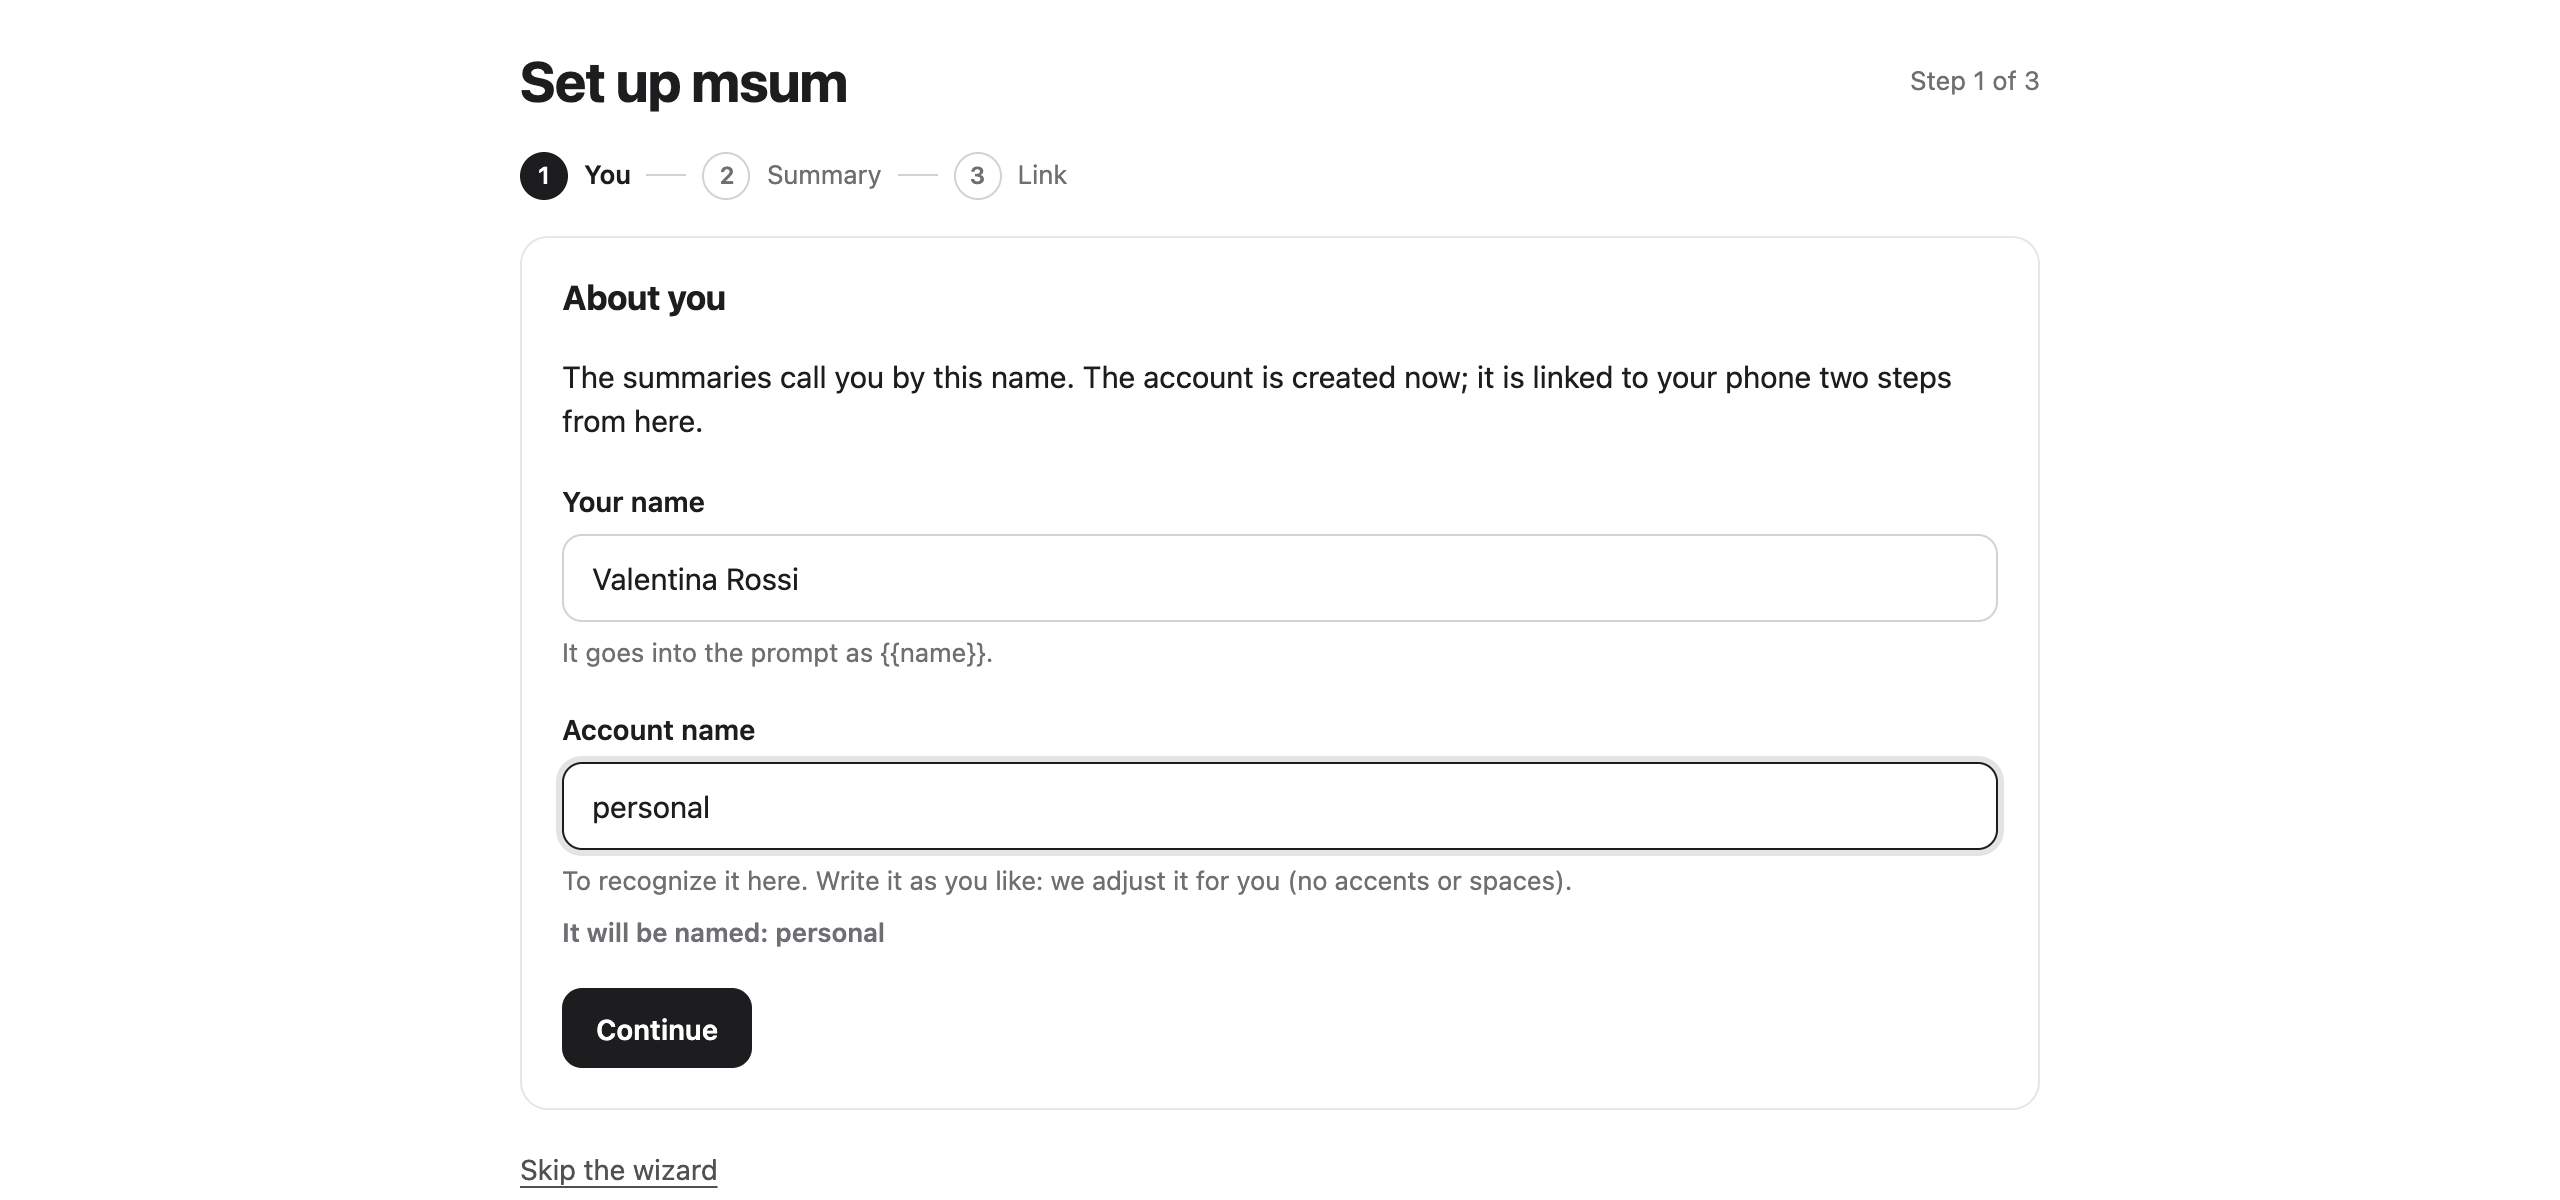 Set up msum
Step 1 of 3
1 You 2 Summary 3 Link
About you
The summaries call you by this name. The account is created now; it is linked to your phone two steps
from here.
Your name
Valentina Rossi
It goes into the prompt as {{name}}.
Account name
personal
To recognize it here. Write it as you like: we adjust it for you (no accents or spaces).
It will be named: personal
Continue
Skip the wizard